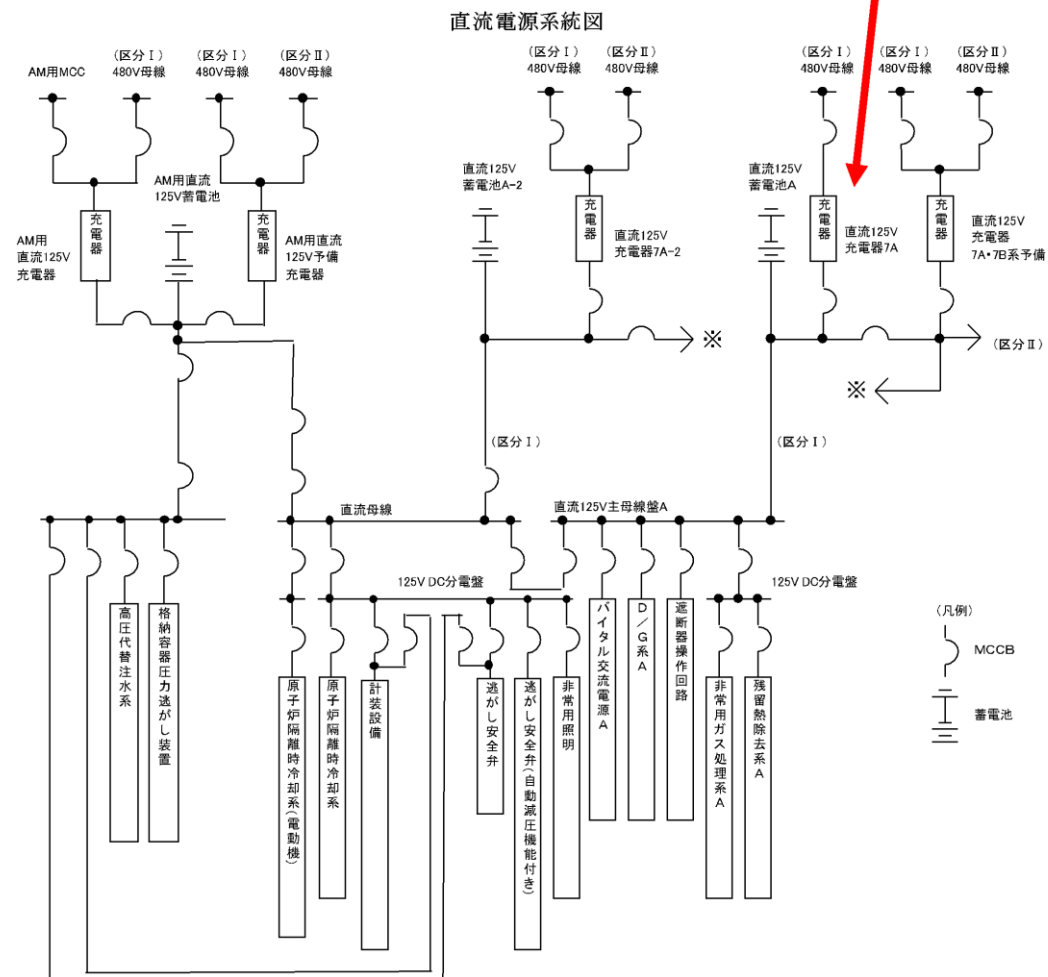 直流電源系統図
AM用MCC
(区分Ⅰ)
480V母線
(区分Ⅰ)
480V母線
(区分Ⅱ)
480V母線
(区分Ⅰ)
480V母線
(区分Ⅱ)
480V母線
(区分Ⅰ)
480V母線
(区分Ⅰ)
480V母線
(区分Ⅱ)
480V母線
AM用
直流125V
充電器
充電器
AM用直流
125V蓄電池
充電器
AM用直流
125V予備
充電器
直流125V
蓄電池A-2
充電器
直流125V
充電器7A-2
直流125V
蓄電池A
充電器
直流125V
充電器7A
充電器
直流125V
充電器
7A・7B系予備
※
(区分Ⅱ)
※
(区分Ⅰ)
(区分Ⅰ)
直流母線
直流125V主母線盤A
125V DC分電盤
125V DC分電盤
高圧代替注水系
格納容器圧力逃がし装置
原子炉隔離時冷却系(電動機)
原子炉隔離時冷却系
計装設備
逃がし安全弁
逃がし安全弁(自動減圧機能付き)
非常用照明
バイタル交流電源A
D/G系A
遮断器操作回路
非常用ガス処理系A
残留熱除去系A
(凡例)
MCCB
蓄電池